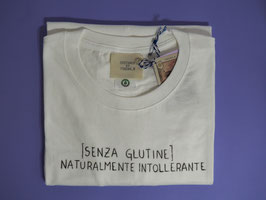 [SENZA GLUTINE]
NATURALMENTE INTOLLERANTE